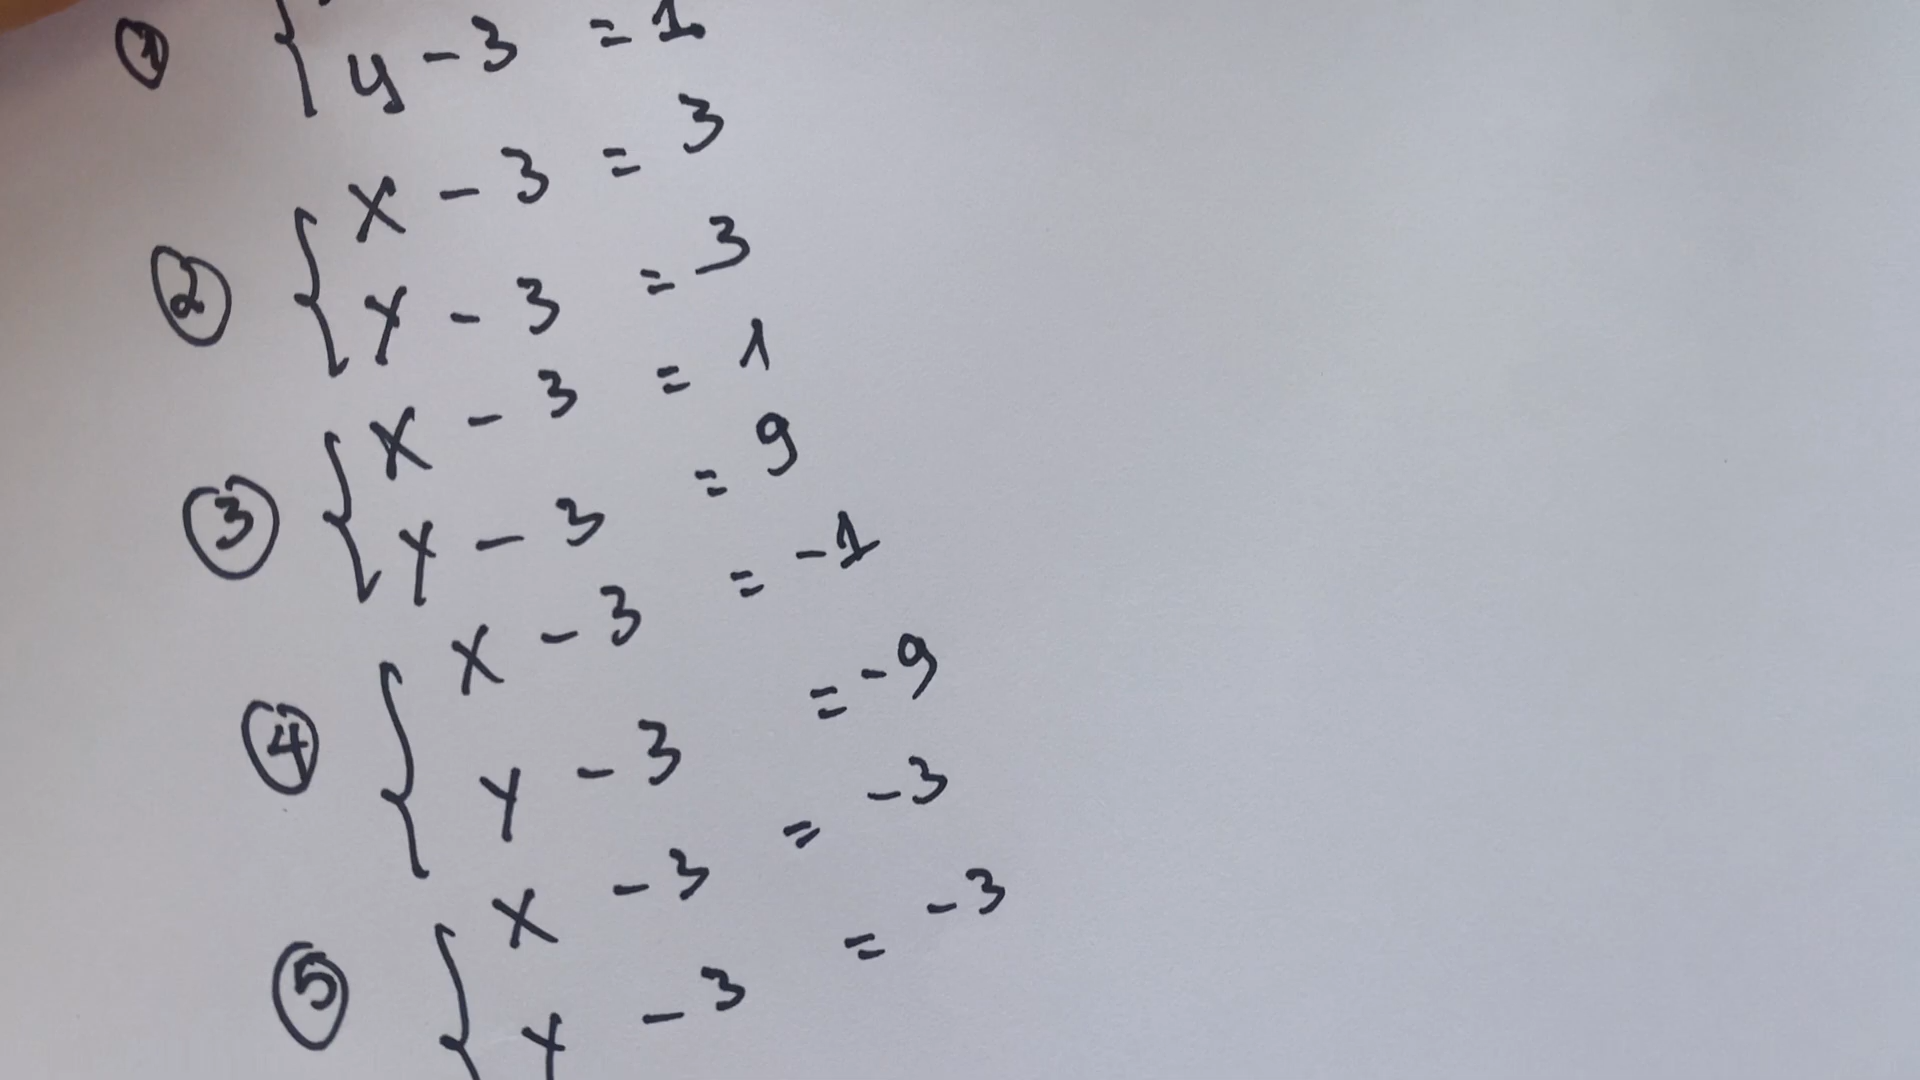 ① { y - 3 = 1
x - 3 = 3
② { y - 3 = 3
x - 3 = 1
③ { y - 3 = 9
x - 3 = -1
④ { y - 3 = -9
x - 3 = -3
⑤ { y - 3 = -3